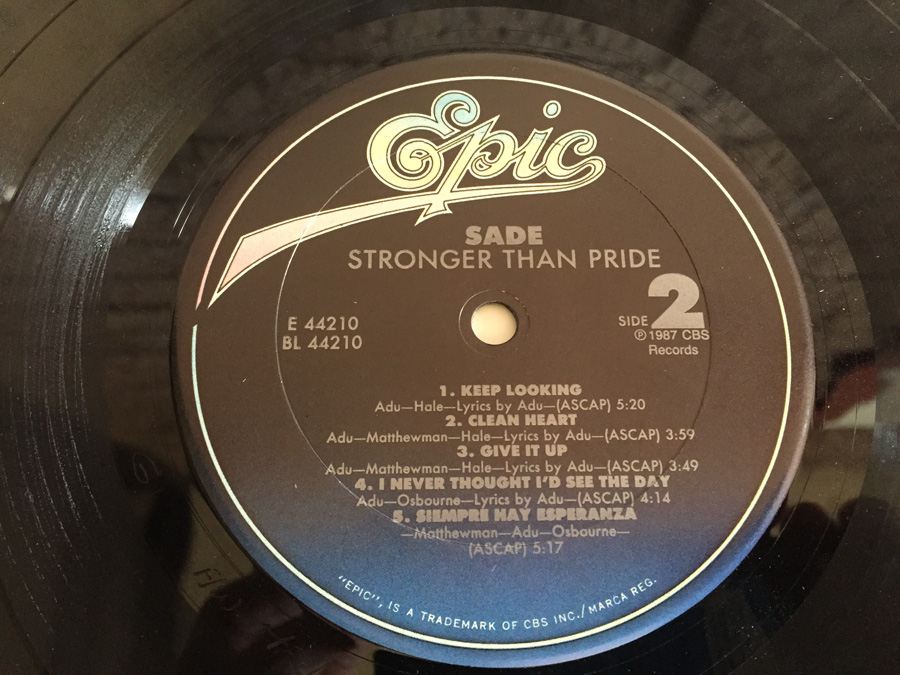 Epic
SADE
STRONGER THAN PRIDE
E 44210
BL 44210
SIDE 2
℗ 1987 CBS
Records
1. KEEP LOOKING
Adu—Hale—Lyrics by Adu—(ASCAP) 5:20
2. CLEAN HEART
Adu—Matthewman—Hale—Lyrics by Adu—(ASCAP) 3:59
3. GIVE IT UP
Adu—Matthewman—Hale—Lyrics by Adu—(ASCAP) 3:49
4. I NEVER THOUGHT I'D SEE THE DAY
Adu—Osbourne—Lyrics by Adu—(ASCAP) 4:14
5. SIEMPRE HAY ESPERANZA
—Matthewman—Adu—Osbourne—
(ASCAP) 5:17
"EPIC", IS A TRADEMARK OF CBS INC./MARCA REG.